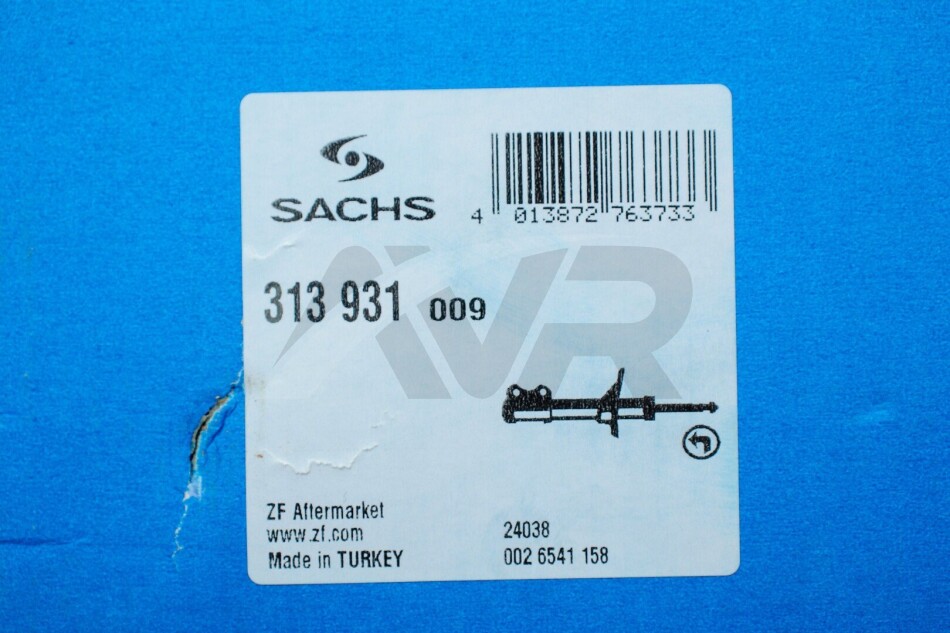 SACHS
4 013872 763733
313 931 009
AVR
ZF Aftermarket
www.zf.com
Made in TURKEY
24038
002 6541 158